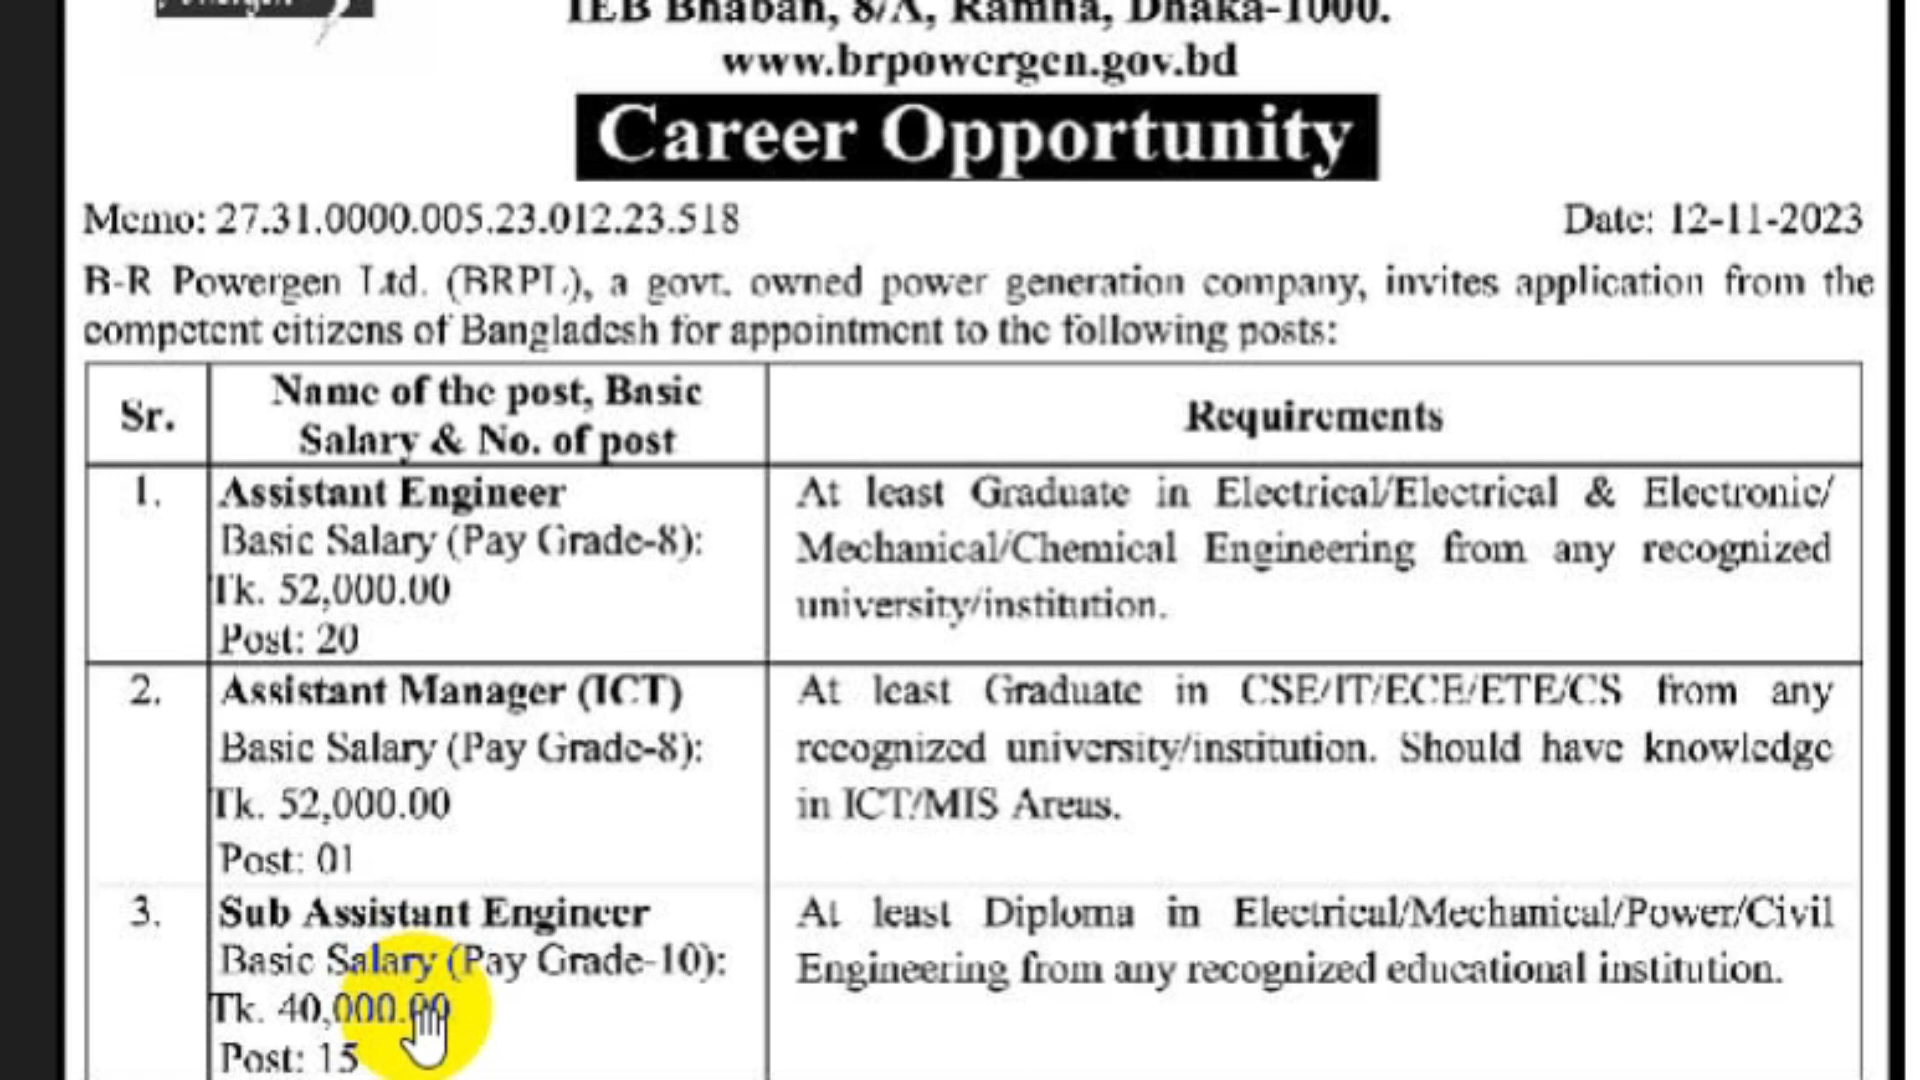 Powergen
IEB Bhaban, 8/A, Ramna, Dhaka-1000.
www.brpowergen.gov.bd
Career Opportunity
Memo: 27.31.0000.005.23.012.23.518
Date: 12-11-2023
B-R Powergen Ltd. (BRPL), a govt. owned power generation company, invites application from the
competent citizens of Bangladesh for appointment to the following posts:
Sr.
Name of the post, Basic
Salary & No. of post
Requirements
1.
Assistant Engineer
Basic Salary (Pay Grade-8):
Tk. 52,000.00
Post: 20
At least Graduate in Electrical/Electrical & Electronic/
Mechanical/Chemical Engineering from any recognized
university/institution.
2.
Assistant Manager (ICT)
Basic Salary (Pay Grade-8):
Tk. 52,000.00
Post: 01
At least Graduate in CSE/IT/ECE/ETE/CS from any
recognized university/institution. Should have knowledge
in ICT/MIS Areas.
3.
Sub Assistant Engineer
Basic Salary (Pay Grade-10):
Tk. 40,000.00
Post: 15
At least Diploma in Electrical/Mechanical/Power/Civil
Engineering from any recognized educational institution.